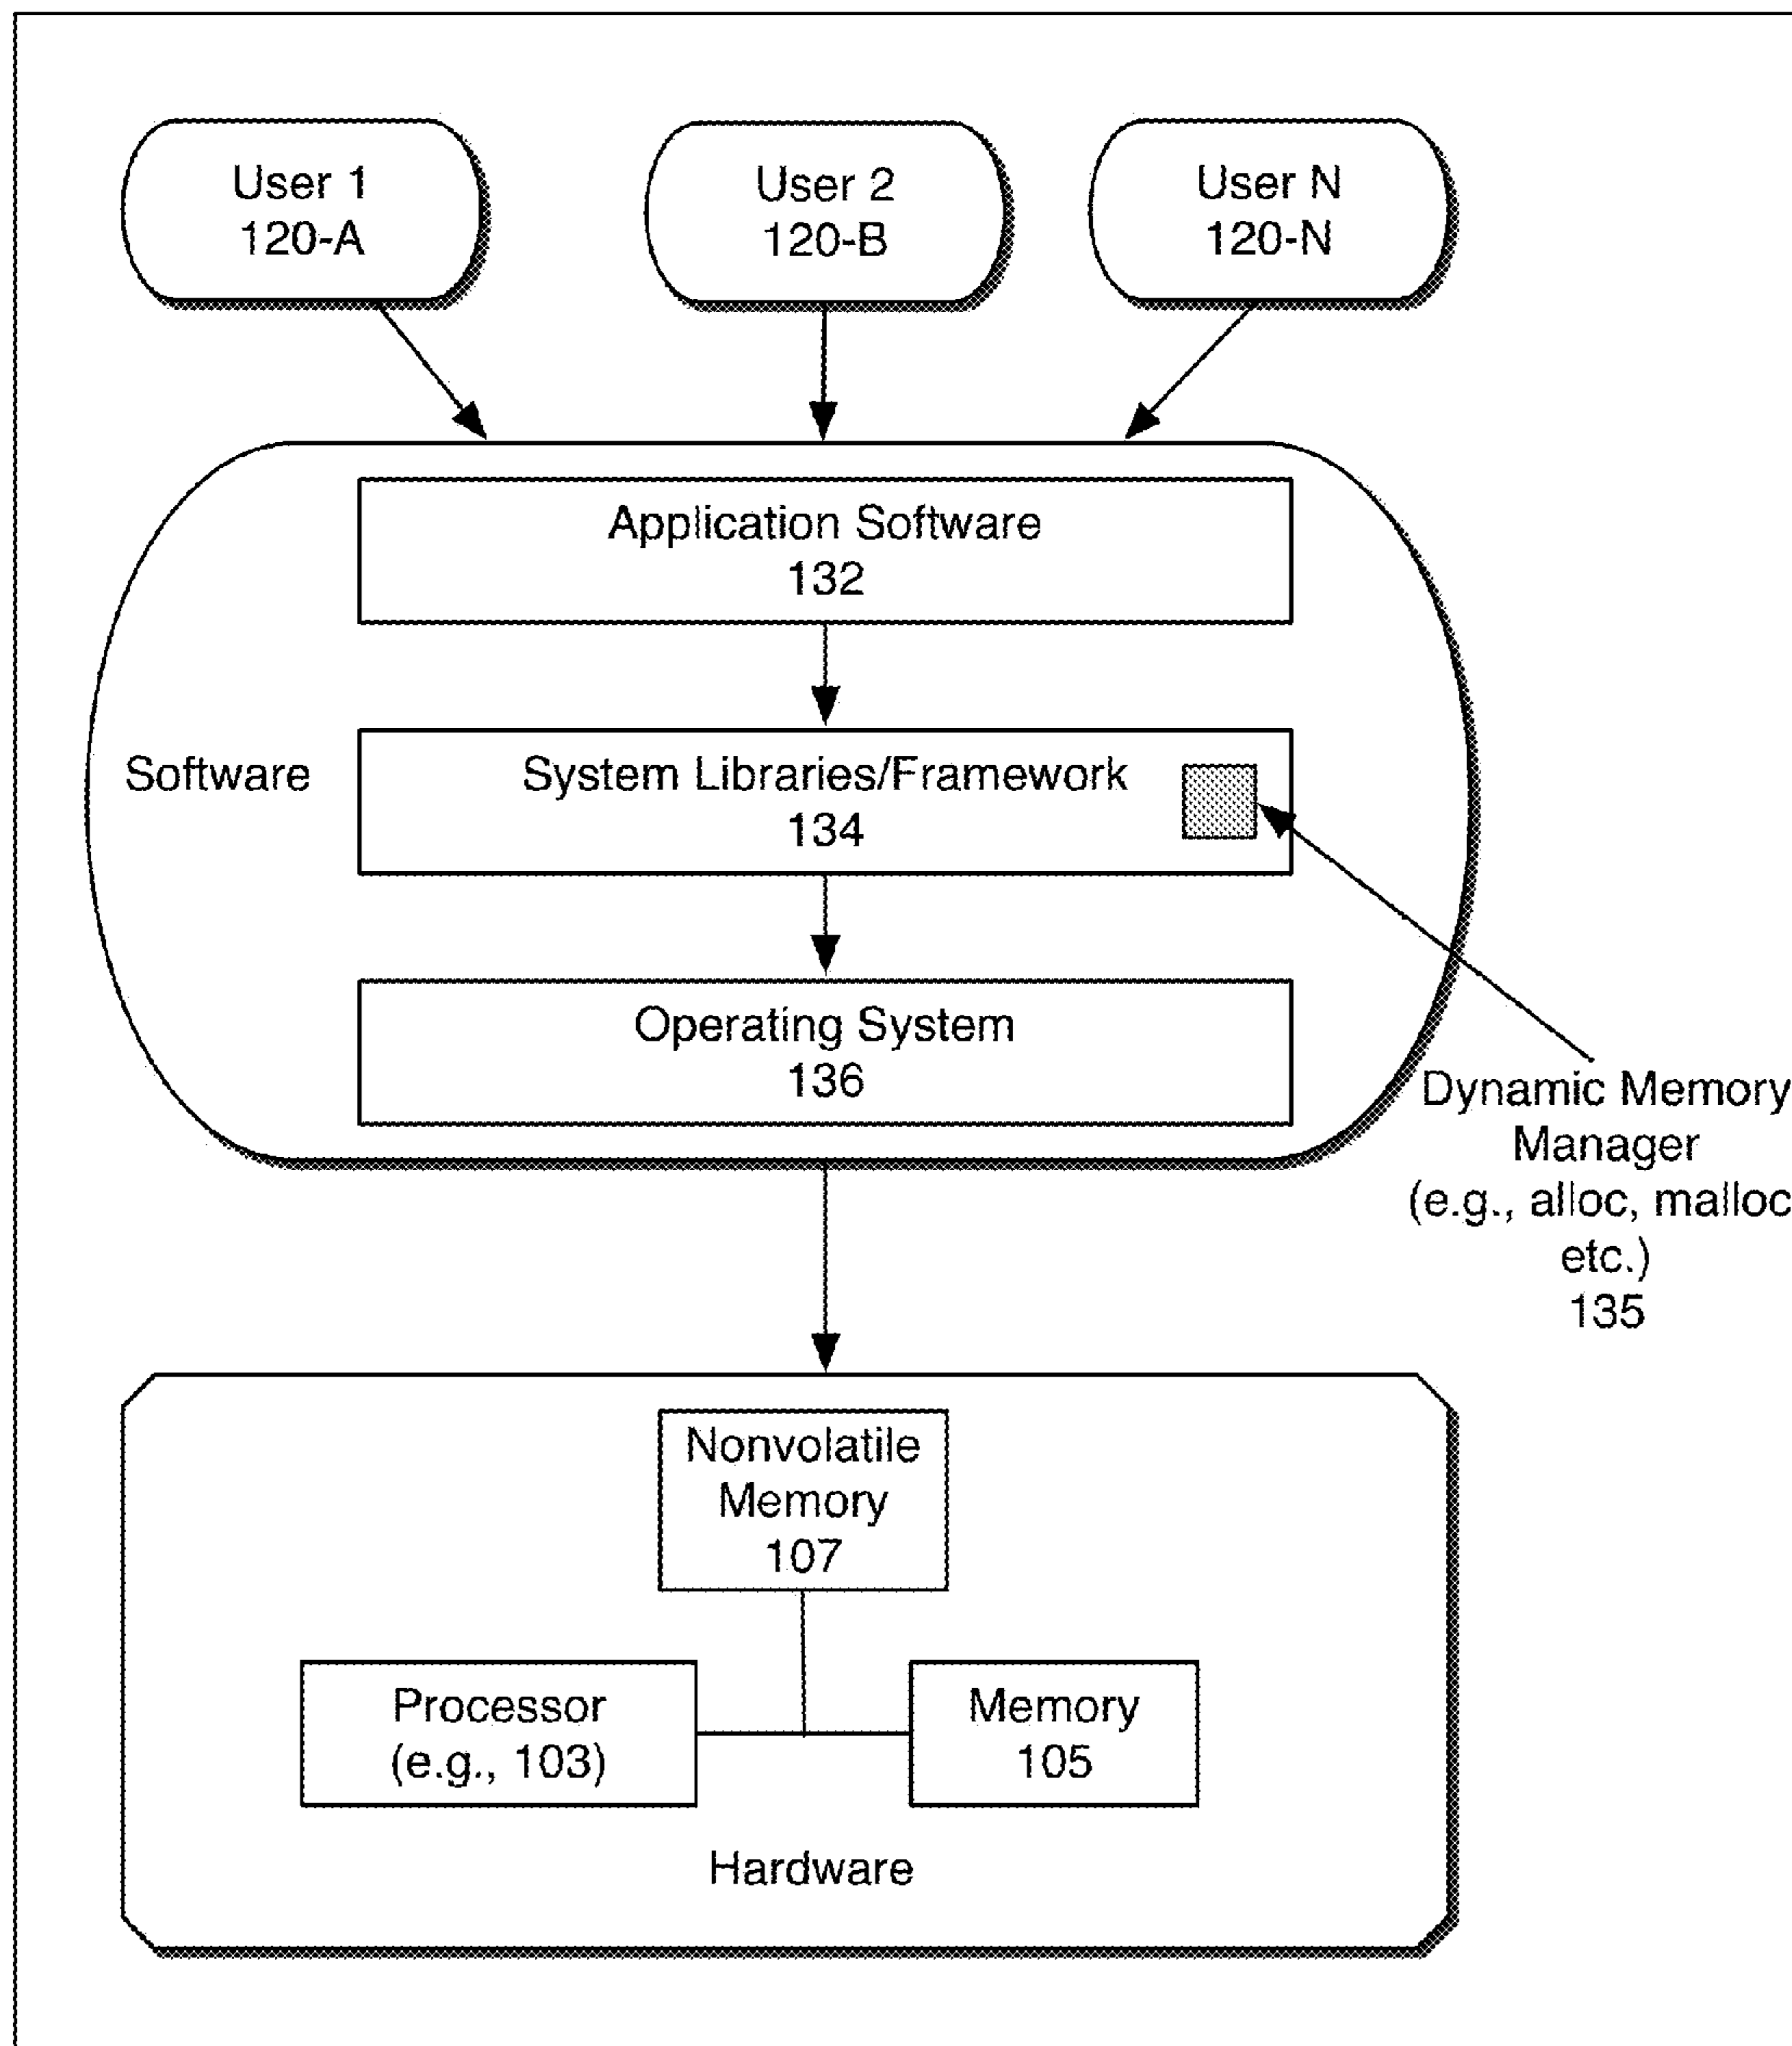 User 1
120-A
User 2
120-B
User N
120-N
Application Software
132
Software
System Libraries/Framework
134
Operating System
136
Dynamic Memory
Manager
(e.g., alloc, malloc
etc.)
135
Nonvolatile
Memory
107
Processor
(e.g., 103)
Memory
105
Hardware